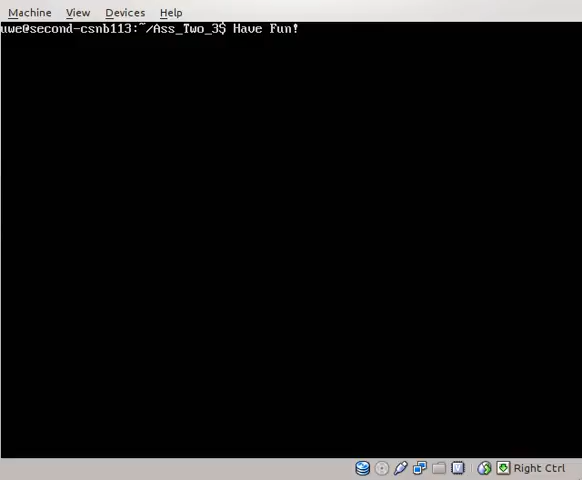 Machine View Devices Help
uwe@second-csnb113:~/Ass_Two_3$ Have Fun!
Right Ctrl